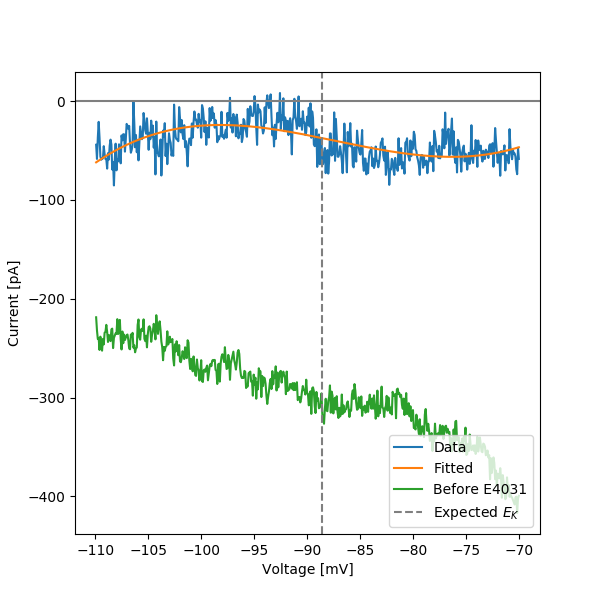 0
−100
−200
−300
−400
Current [pA]
−110 −105 −100 −95 −90 −85 −80 −75 −70
Voltage [mV]
Data
Fitted
Before E4031
Expected E_K